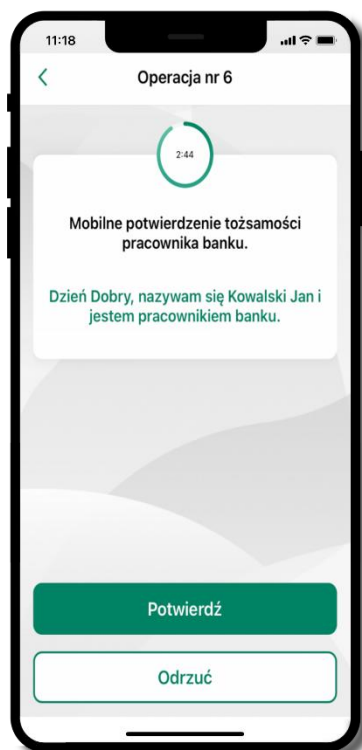 11:18
Operacja nr 6
2:44
Mobilne potwierdzenie tożsamości
pracownika banku.
Dzień Dobry, nazywam się Kowalski Jan i
jestem pracownikiem banku.
Potwierdź
Odrzuć